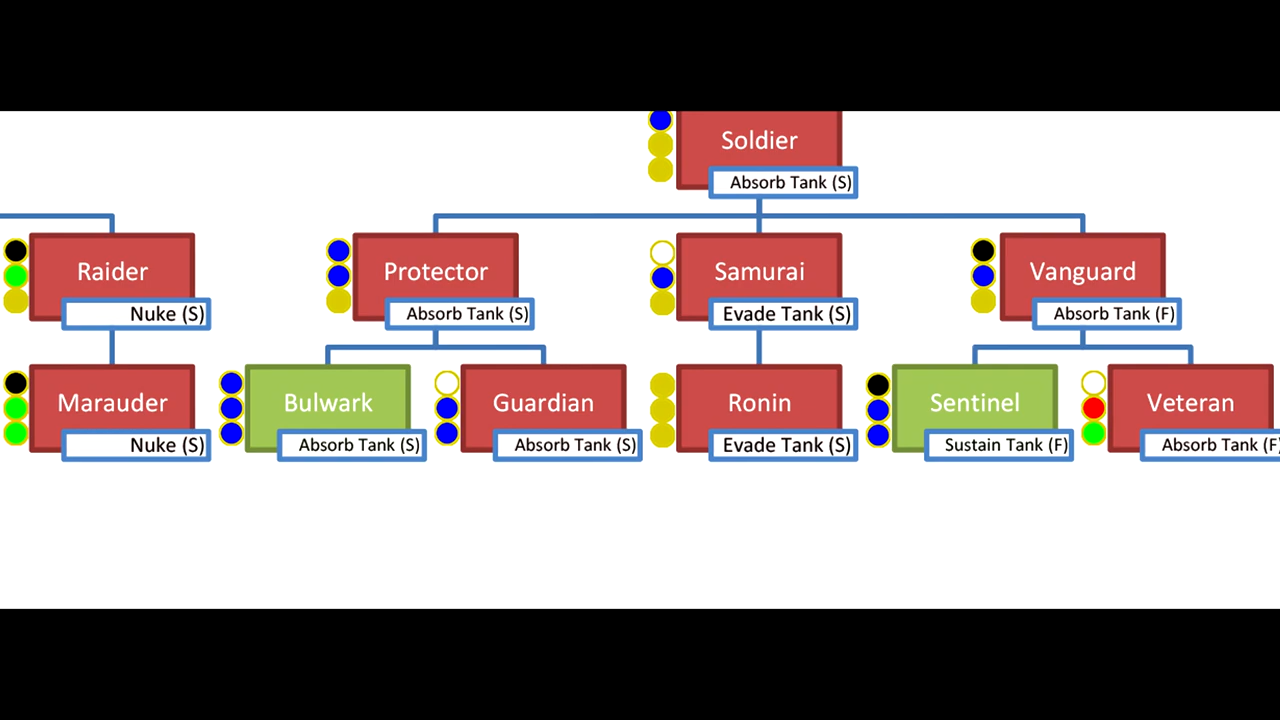 Soldier
Absorb Tank (S)
Raider
Nuke (S)
Protector
Absorb Tank (S)
Samurai
Evade Tank (S)
Vanguard
Absorb Tank (F)
Marauder
Nuke (S)
Bulwark
Absorb Tank (S)
Guardian
Absorb Tank (S)
Ronin
Evade Tank (S)
Sentinel
Sustain Tank (F)
Veteran
Absorb Tank (F)